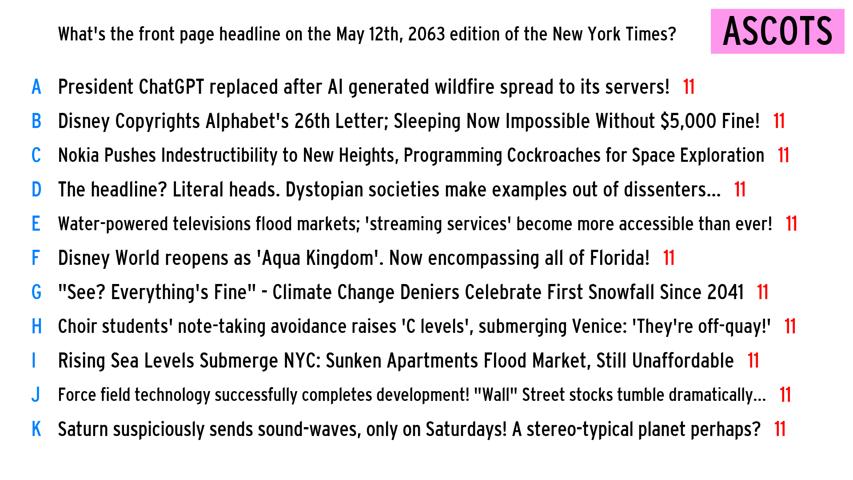 What's the front page headline on the May 12th, 2063 edition of the New York Times?
ASCOTS
A President ChatGPT replaced after AI generated wildfire spread to its servers! 11
B Disney Copyrights Alphabet's 26th Letter; Sleeping Now Impossible Without $5,000 Fine! 11
C Nokia Pushes Indestructibility to New Heights, Programming Cockroaches for Space Exploration 11
D The headline? Literal heads. Dystopian societies make examples out of dissenters... 11
E Water-powered televisions flood markets; 'streaming services' become more accessible than ever! 11
F Disney World reopens as 'Aqua Kingdom'. Now encompassing all of Florida! 11
G "See? Everything's Fine" - Climate Change Deniers Celebrate First Snowfall Since 2041 11
H Choir students' note-taking avoidance raises 'C levels', submerging Venice: 'They're off-quay!' 11
I Rising Sea Levels Submerge NYC: Sunken Apartments Flood Market, Still Unaffordable 11
J Force field technology successfully completes development! "Wall" Street stocks tumble dramatically... 11
K Saturn suspiciously sends sound-waves, only on Saturdays! A stereo-typical planet perhaps? 11